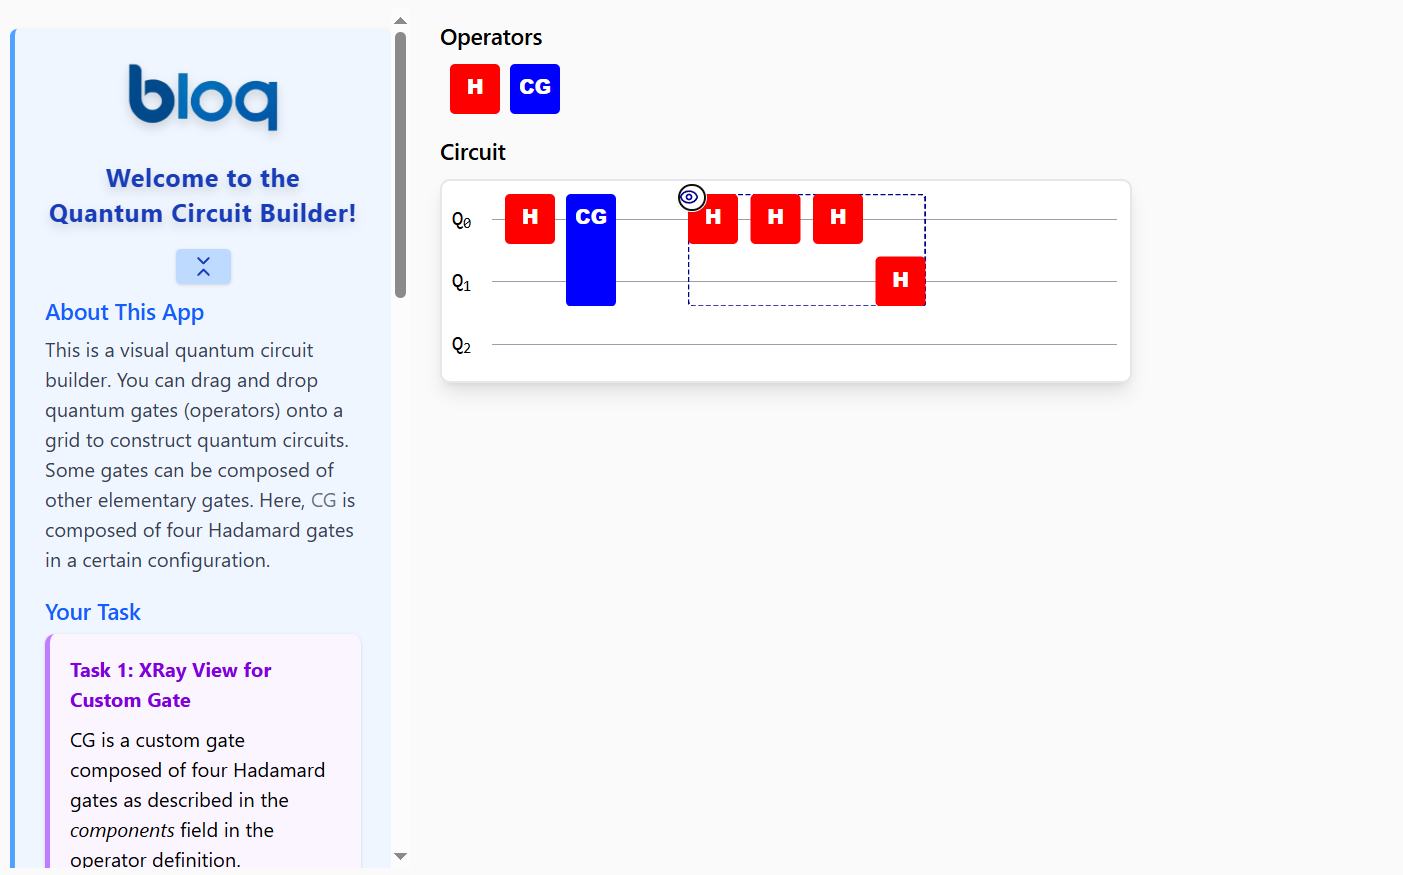 bloq
Welcome to the
Quantum Circuit Builder!
About This App
This is a visual quantum circuit
builder. You can drag and drop
quantum gates (operators) onto a
grid to construct quantum circuits.
Some gates can be composed of
other elementary gates. Here, CG is
composed of four Hadamard gates
in a certain configuration.
Your Task
Task 1: XRay View for
Custom Gate
CG is a custom gate
composed of four Hadamard
gates as described in the
components field in the
operator definition.
Operators
H CG
Circuit
Q0 H CG H H H
Q1 H
Q2